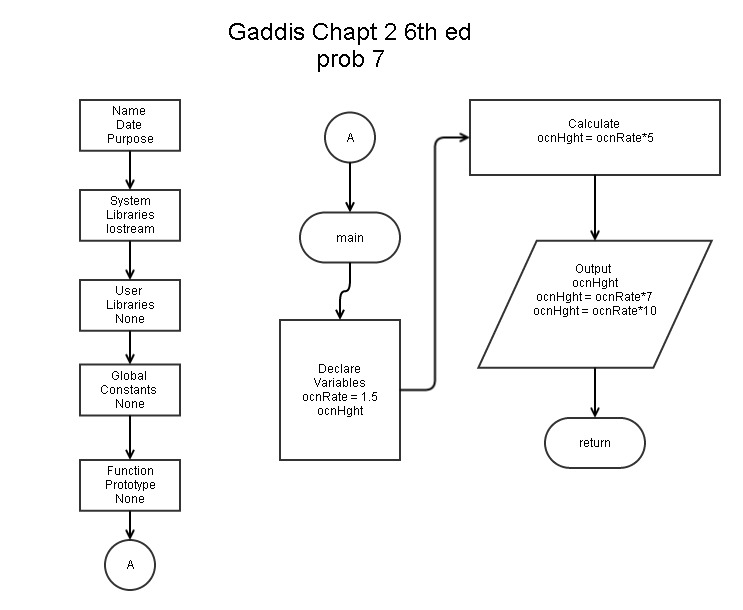 Gaddis Chapt 2 6th ed
prob 7
Name
Date
Purpose
System
Libraries
Iostream
User
Libraries
None
Global
Constants
None
Function
Prototype
None
A
A
main
Declare
Variables
ocnRate = 1.5
ocnHght
Calculate
ocnHght = ocnRate*5
Output
ocnHght
ocnHght = ocnRate*7
ocnHght = ocnRate*10
return